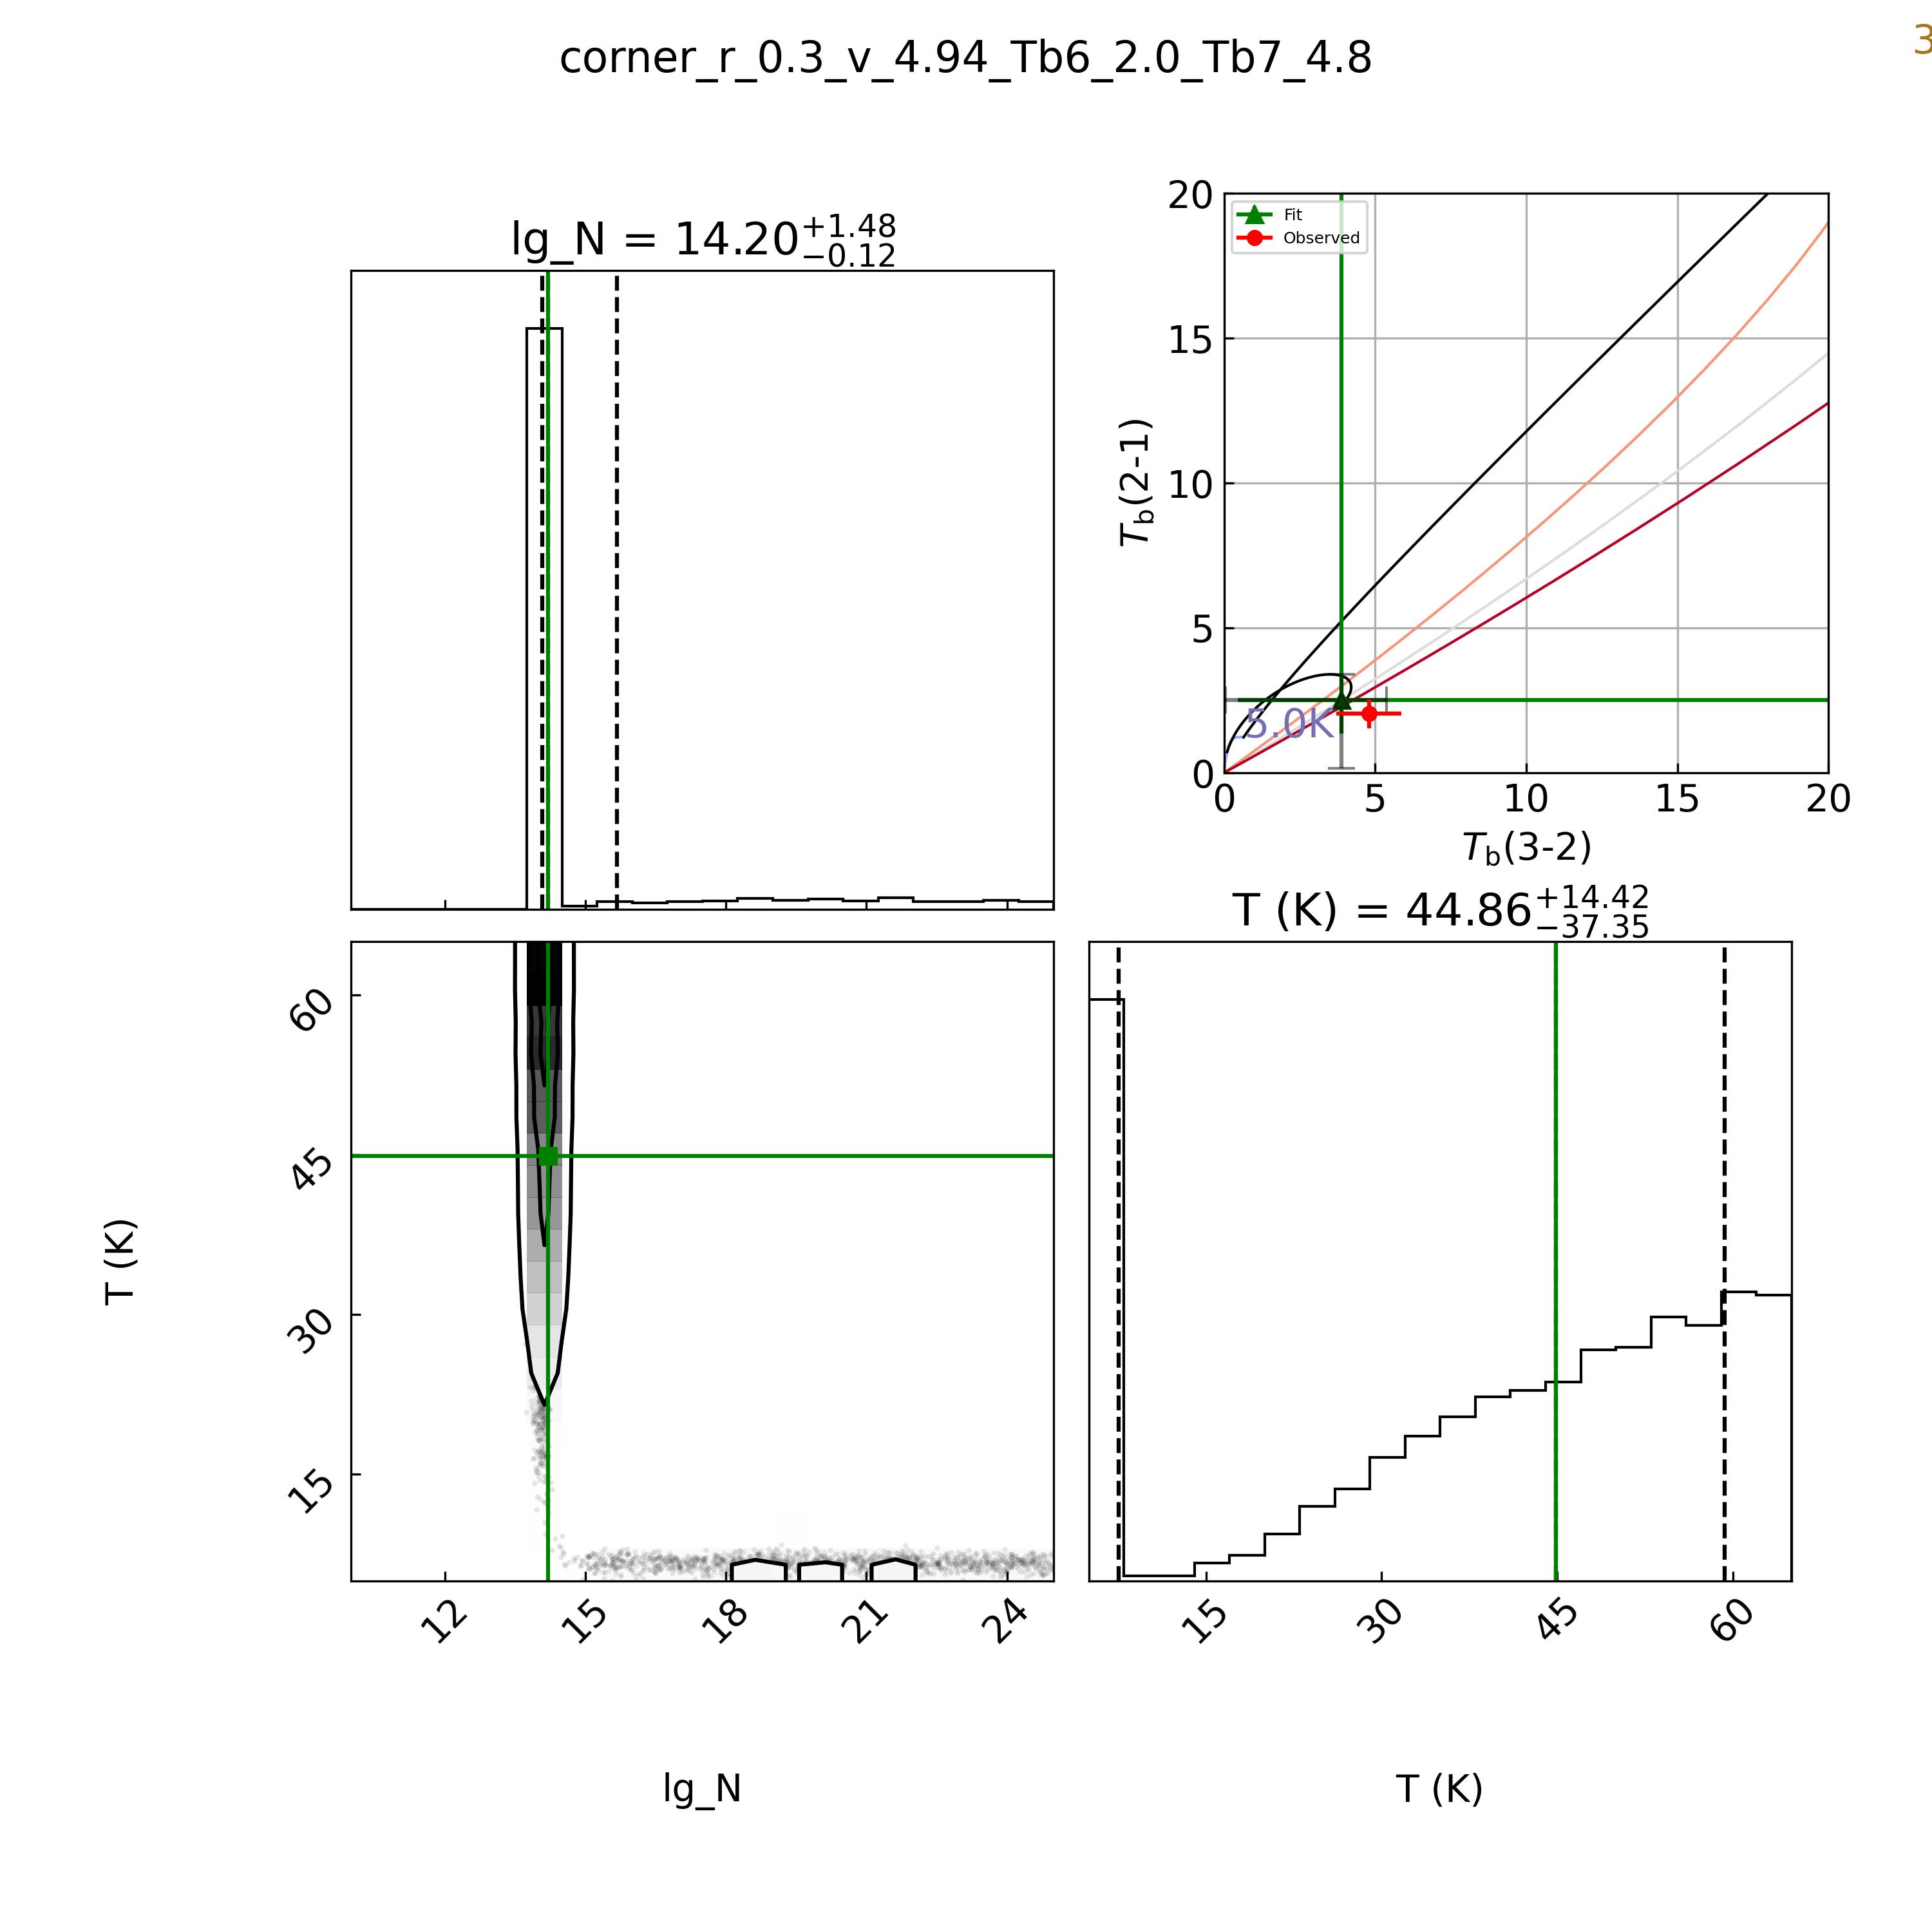 3
corner_r_0.3_v_4.94_Tb6_2.0_Tb7_4.8
lg_N = 14.20 +1.48 −0.12
20
15
10
5
0
T_b(2-1)
Fit
Observed
5.0K
0 5 10 15 20
T_b(3-2)
T (K) = 44.86 +14.42 −37.35
60
45
30
15
T (K)
12 15 18 21 24
15 30 45 60
lg_N
T (K)